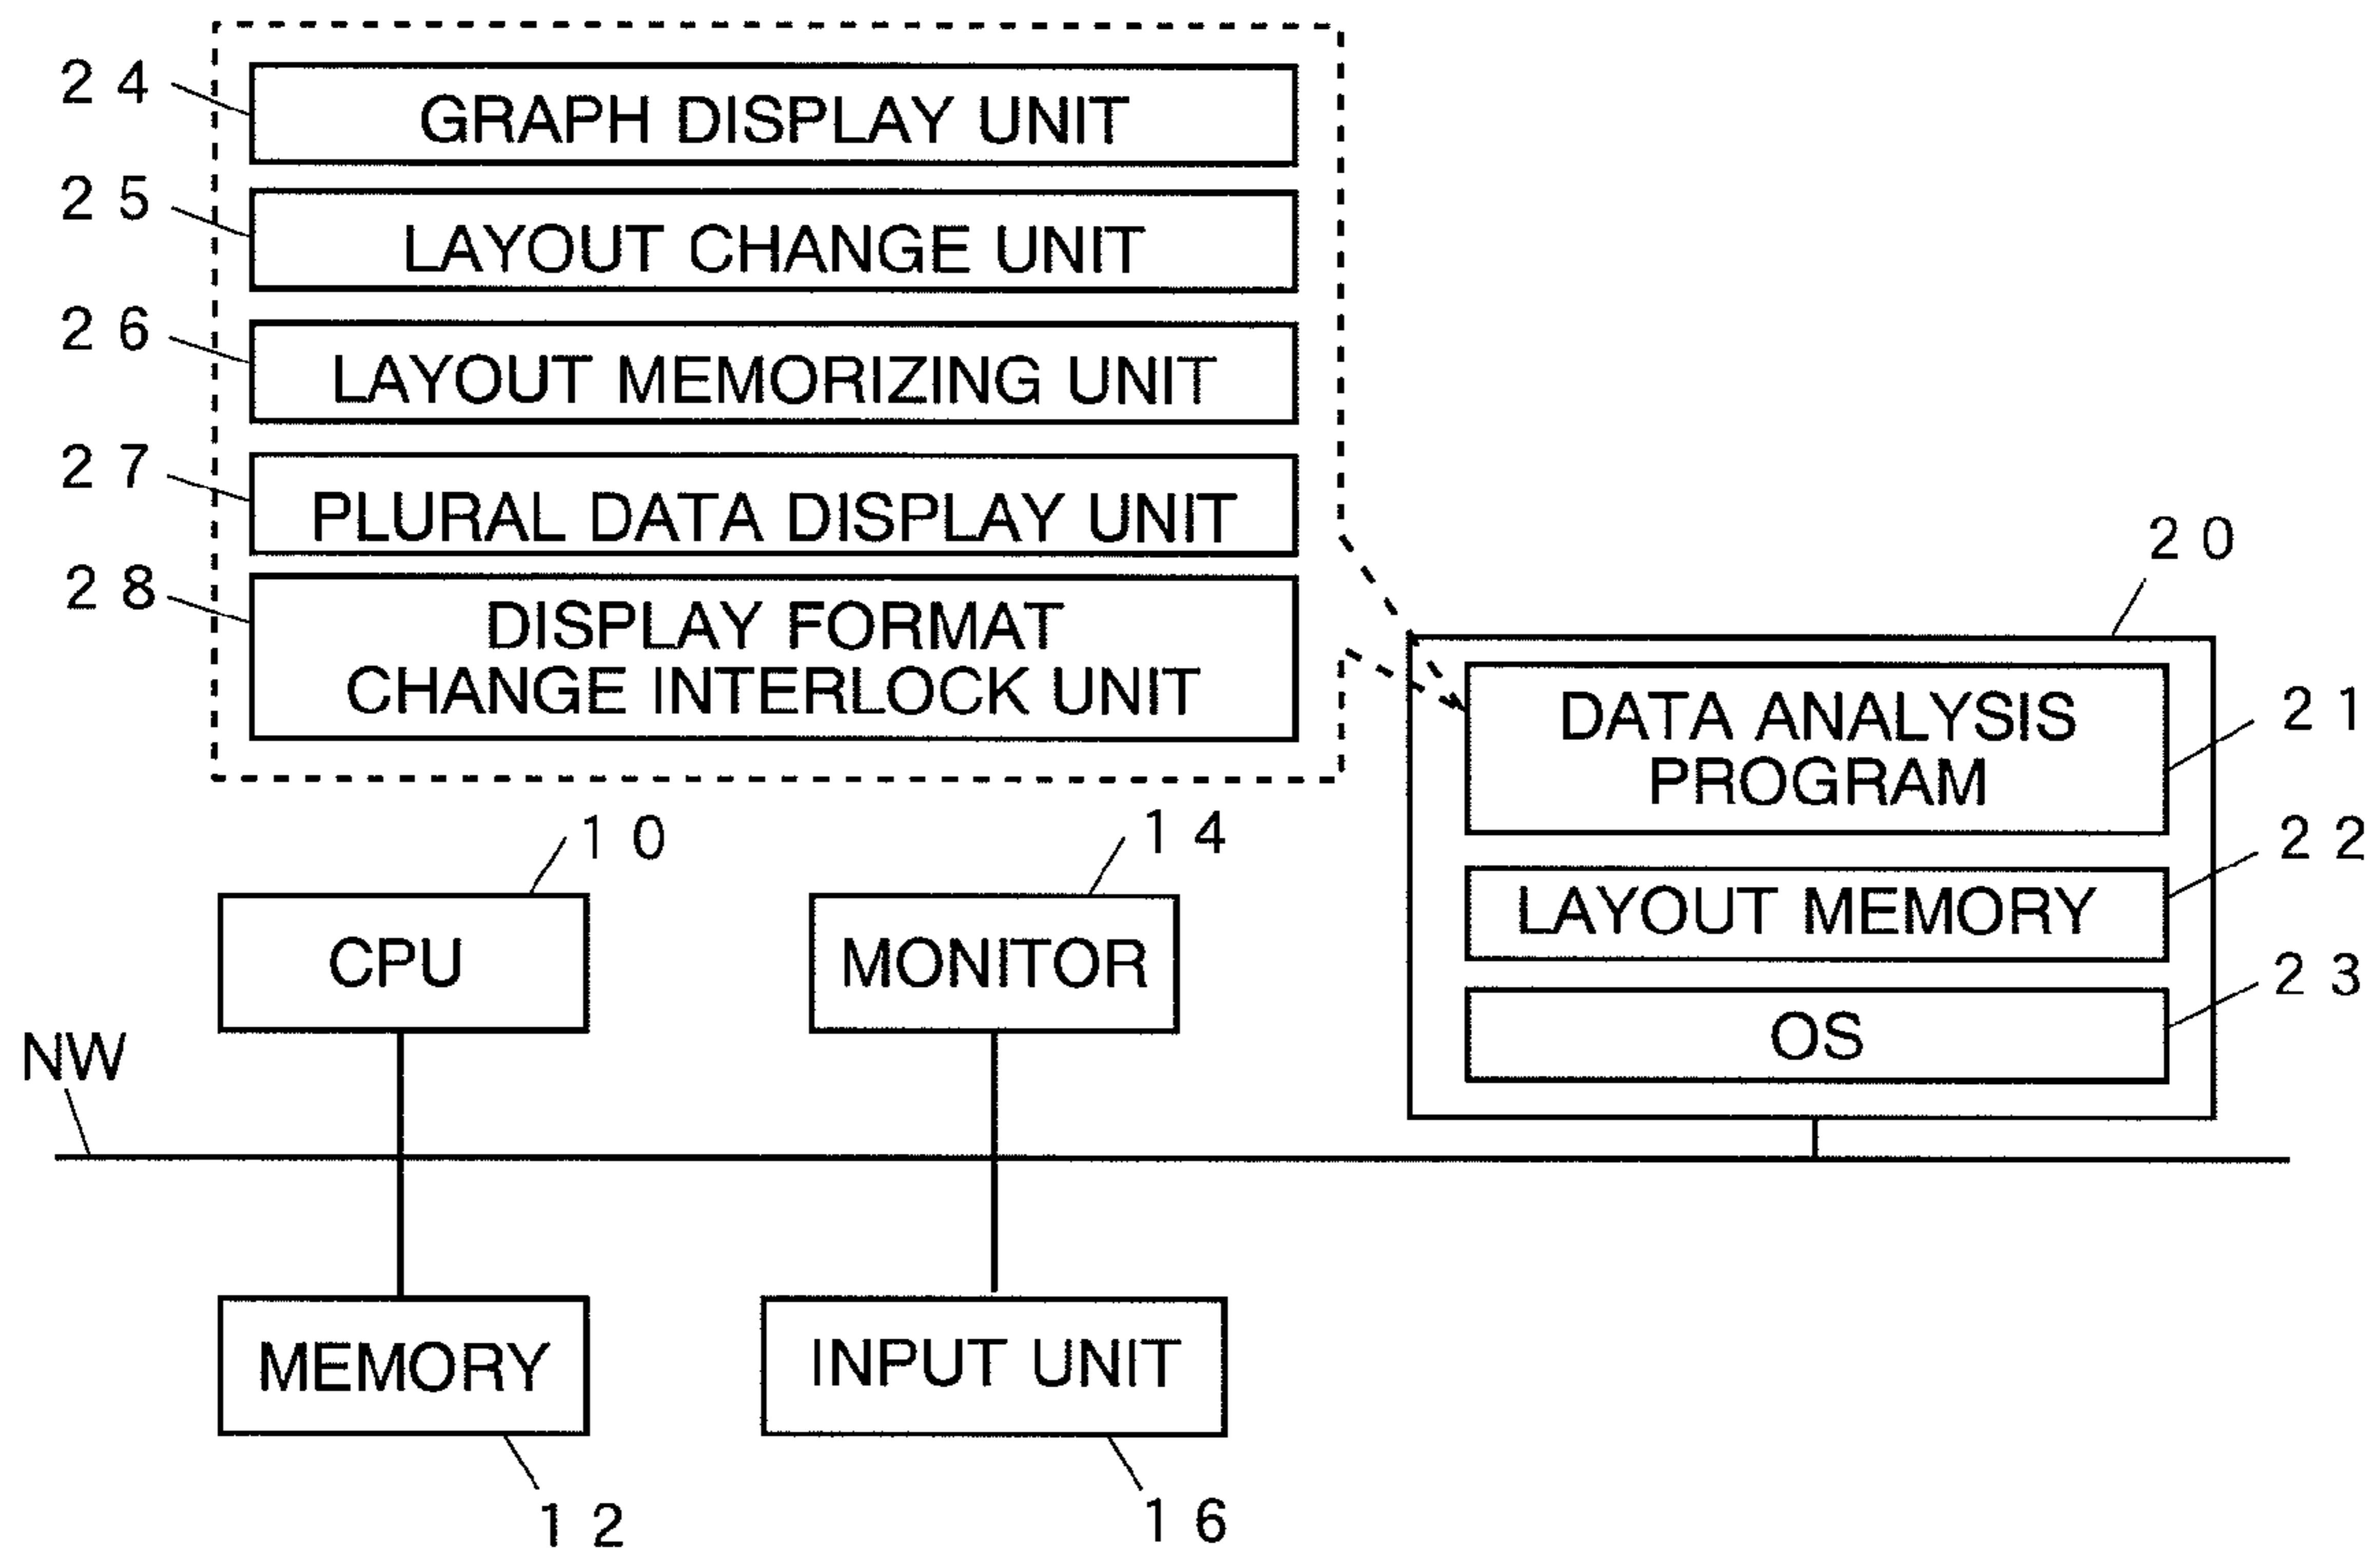 24
GRAPH DISPLAY UNIT
25
LAYOUT CHANGE UNIT
26
LAYOUT MEMORIZING UNIT
27
PLURAL DATA DISPLAY UNIT
28
DISPLAY FORMAT
CHANGE INTERLOCK UNIT
20
DATA ANALYSIS
PROGRAM
21
LAYOUT MEMORY
22
OS
23
10
CPU
14
MONITOR
NW
MEMORY
12
INPUT UNIT
16